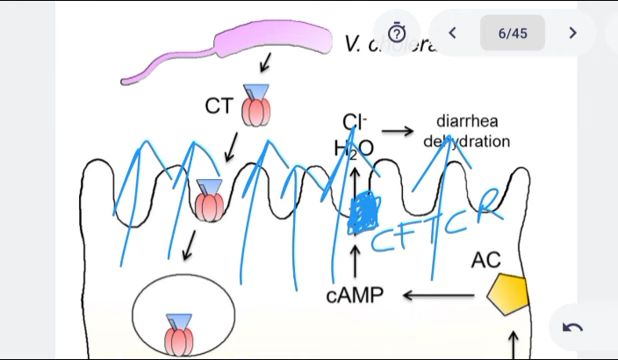 V. cholera
6/45
CT
Cl-
H₂O
diarrhea
dehydration
CFTCR
AC
cAMP